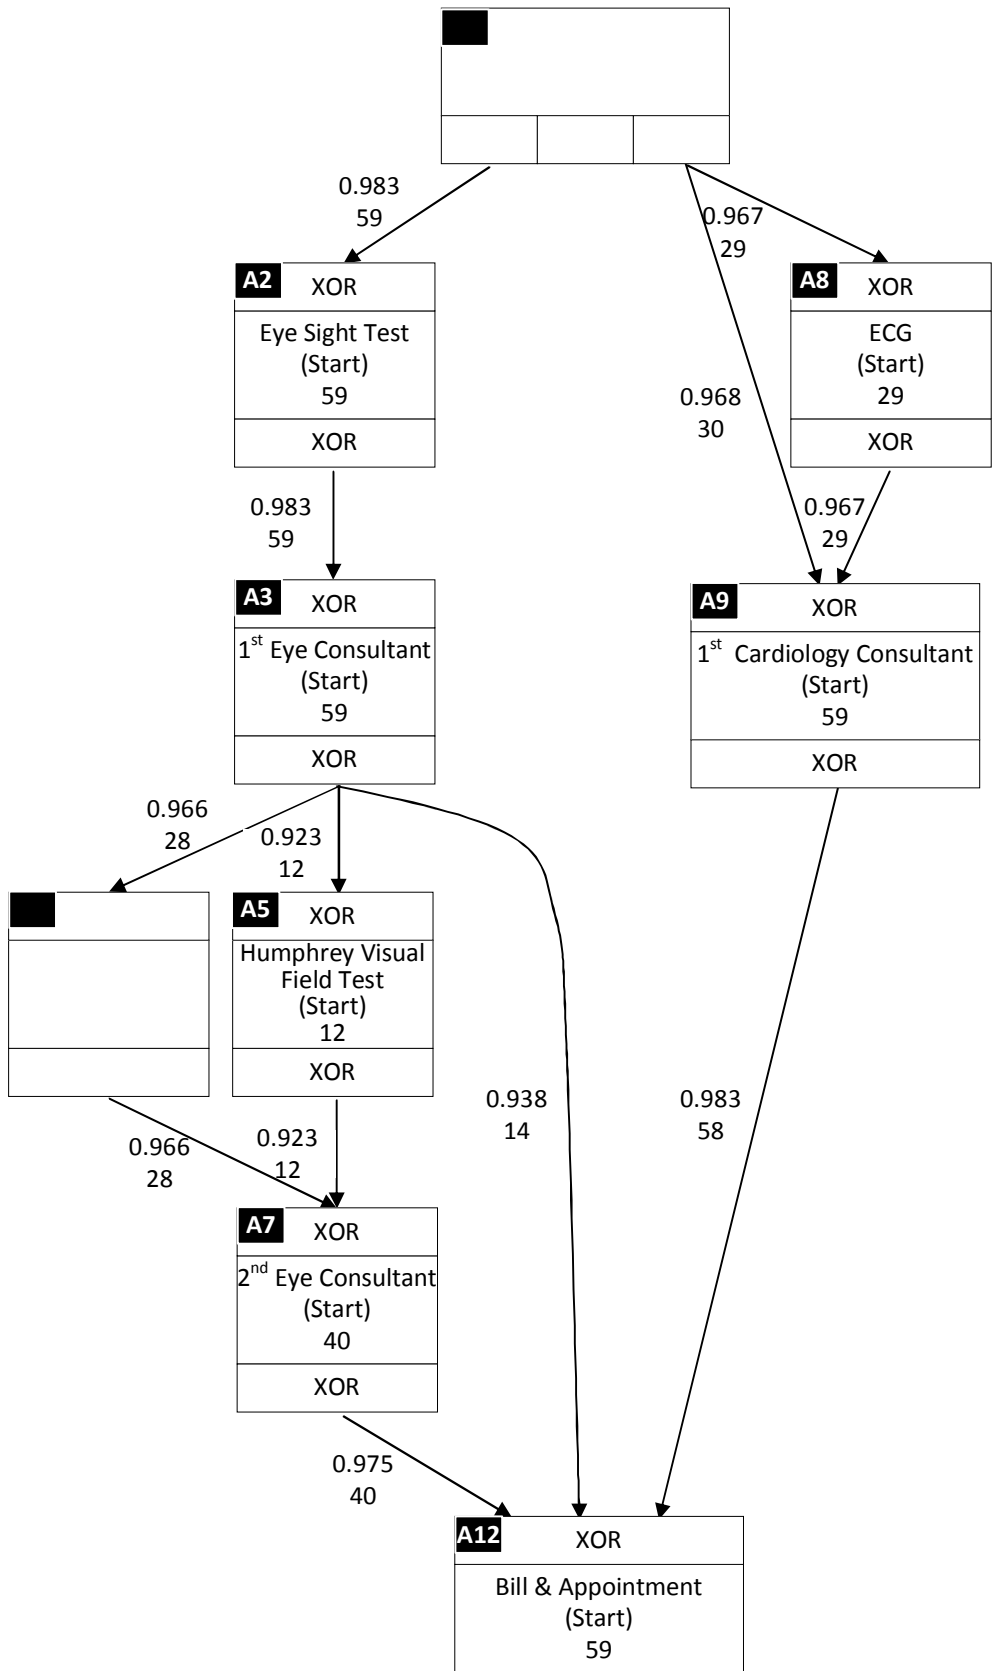 0.983
59
0.967
29
A2
XOR
Eye Sight Test
(Start)
59
XOR
A8
XOR
ECG
(Start)
29
XOR
0.968
30
0.983
59
0.967
29
A3
XOR
1st Eye Consultant
(Start)
59
XOR
A9
XOR
1st Cardiology Consultant
(Start)
59
XOR
0.966
28
0.923
12
A5
XOR
Humphrey Visual
Field Test
(Start)
12
XOR
0.938
14
0.983
58
0.966
28
0.923
12
A7
XOR
2nd Eye Consultant
(Start)
40
XOR
0.975
40
A12
XOR
Bill & Appointment
(Start)
59